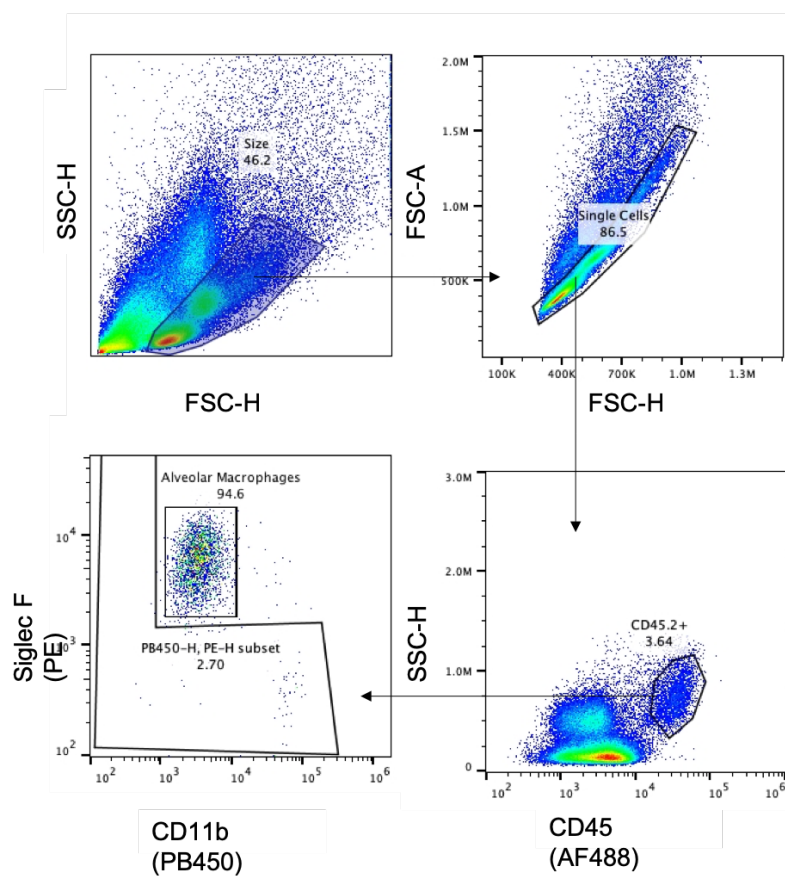 SSC-H
Size
46.2
FSC-H
FSC-A
2.0M
1.5M
1.0M
500K
Single Cells
86.5
100K 400K 700K 1.0M 1.3M
FSC-H
Siglec F
(PE)
10^4
10^3
10^2
Alveolar Macrophages
94.6
PB450-H, PE-H subset
2.70
10^2 10^3 10^4 10^5 10^6
CD11b
(PB450)
SSC-H
3.0M
2.0M
1.0M
0
CD45.2+
3.64
10^2 10^3 10^4 10^5 10^6
CD45
(AF488)